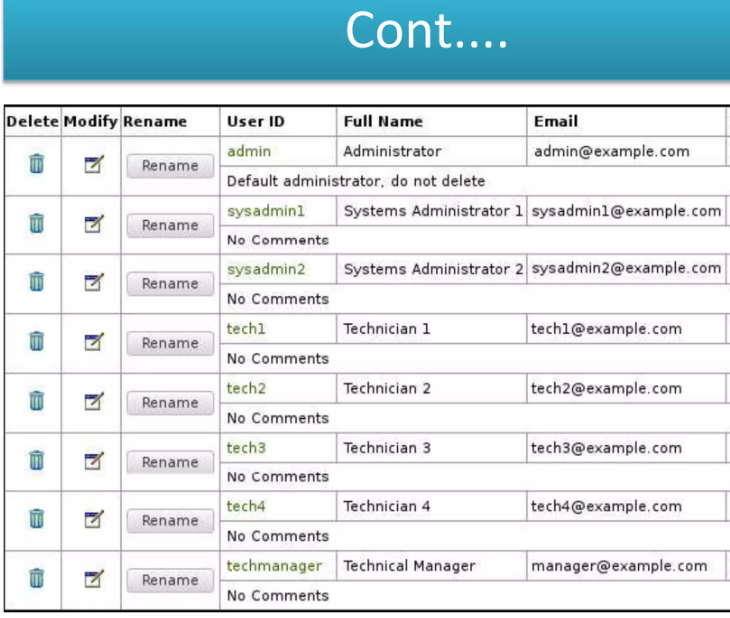 Cont....
Delete Modify Rename User ID Full Name Email
admin Administrator admin@example.com
Rename
Default administrator, do not delete
sysadmin1 Systems Administrator 1 sysadmin1@example.com
Rename
No Comments
sysadmin2 Systems Administrator 2 sysadmin2@example.com
Rename
No Comments
tech1 Technician 1 tech1@example.com
Rename
No Comments
tech2 Technician 2 tech2@example.com
Rename
No Comments
tech3 Technician 3 tech3@example.com
Rename
No Comments
tech4 Technician 4 tech4@example.com
Rename
No Comments
techmanager Technical Manager manager@example.com
Rename
No Comments